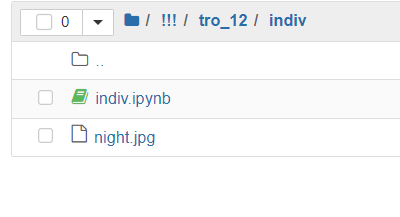 0 / !!! / tro_12 / indiv
..
indiv.ipynb
night.jpg